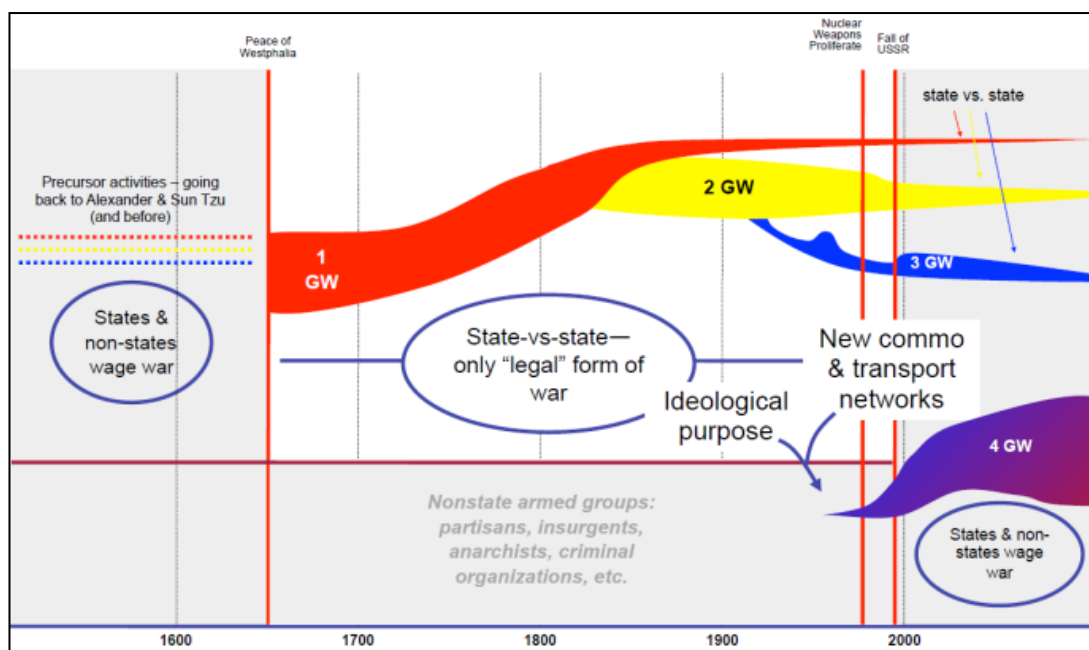 Peace of
Westphalia
Nuclear
Weapons
Proliferate
Fall of
USSR
state vs. state
Precursor activities – going
back to Alexander & Sun Tzu
(and before)
1
GW
2 GW
3 GW
States &
non-states
wage war
State-vs-state—
only “legal” form of
war
New commo
& transport
networks
Ideological
purpose
4 GW
Nonstate armed groups:
partisans, insurgents,
anarchists, criminal
organizations, etc.
States & non-
states wage
war
1600
1700
1800
1900
2000